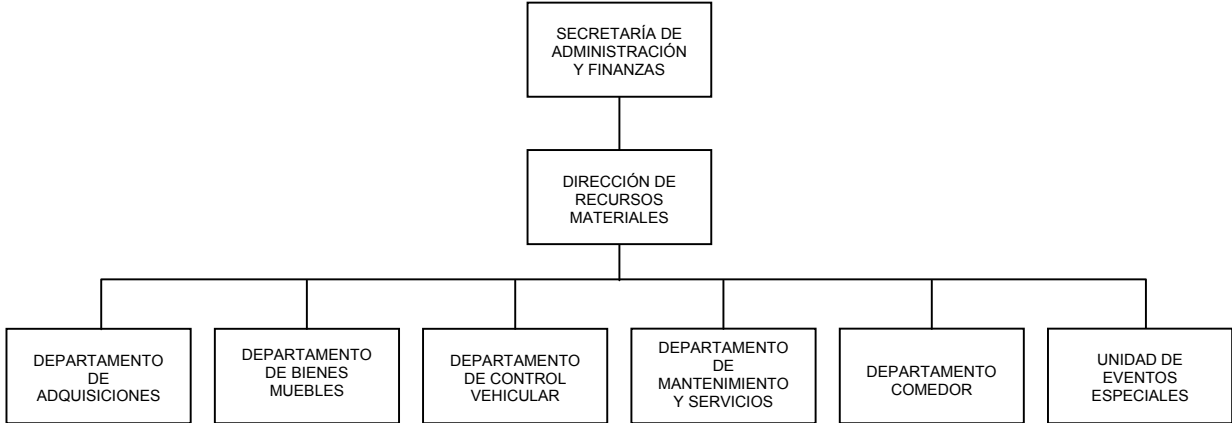 SECRETARÍA DE
ADMINISTRACIÓN
Y FINANZAS
DIRECCIÓN DE
RECURSOS
MATERIALES
DEPARTAMENTO
DE
ADQUISICIONES
DEPARTAMENTO
DE BIENES
MUEBLES
DEPARTAMENTO
DE CONTROL
VEHICULAR
DEPARTAMENTO
DE
MANTENIMIENTO
Y SERVICIOS
DEPARTAMENTO
COMEDOR
UNIDAD DE
EVENTOS
ESPECIALES